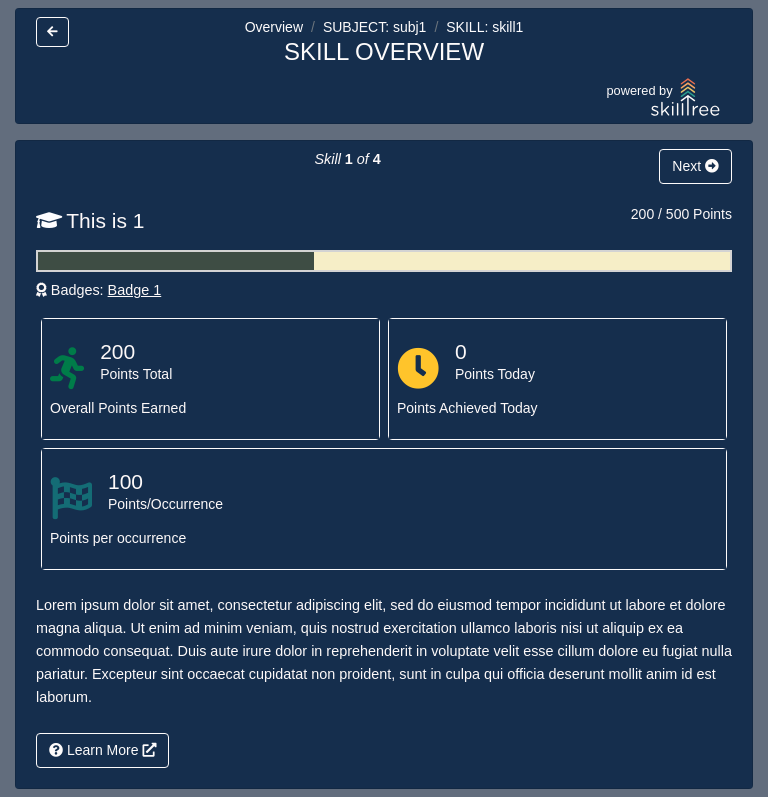 Overview / SUBJECT: subj1 / SKILL: skill1
SKILL OVERVIEW
powered by
skilltree
Skill 1 of 4
Next
This is 1
200 / 500 Points
Badges: Badge 1
200
Points Total
Overall Points Earned
0
Points Today
Points Achieved Today
100
Points/Occurrence
Points per occurrence
Lorem ipsum dolor sit amet, consectetur adipiscing elit, sed do eiusmod tempor incididunt ut labore et dolore
magna aliqua. Ut enim ad minim veniam, quis nostrud exercitation ullamco laboris nisi ut aliquip ex ea
commodo consequat. Duis aute irure dolor in reprehenderit in voluptate velit esse cillum dolore eu fugiat nulla
pariatur. Excepteur sint occaecat cupidatat non proident, sunt in culpa qui officia deserunt mollit anim id est
laborum.
Learn More